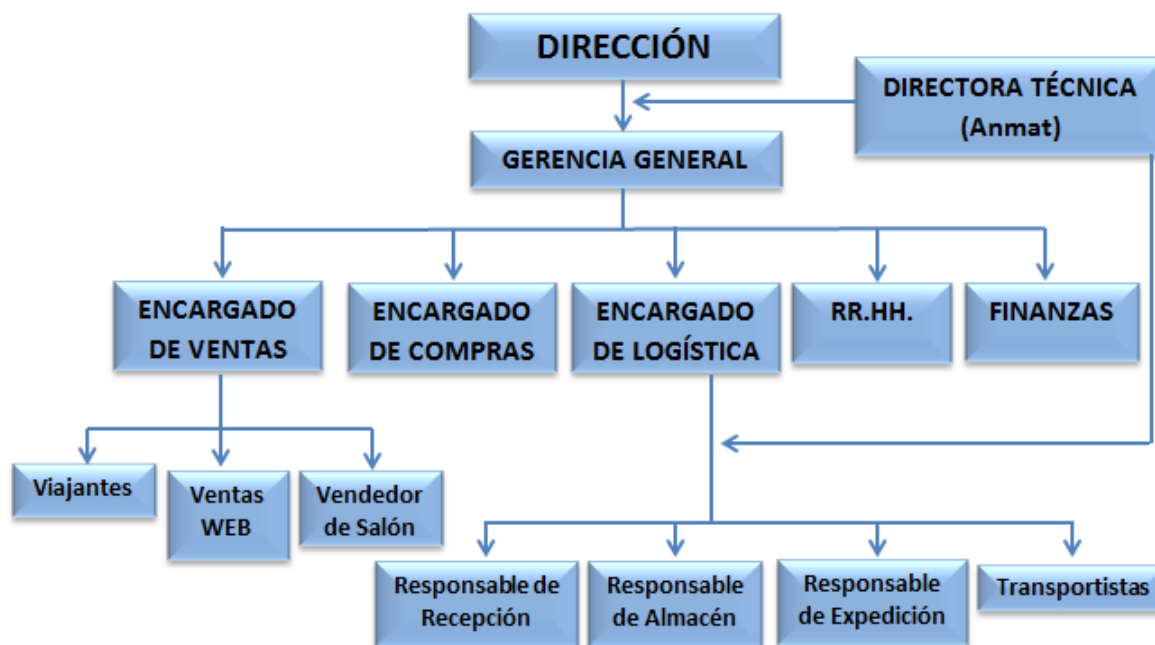 DIRECCIÓN
DIRECTORA TÉCNICA
(Anmat)
GERENCIA GENERAL
ENCARGADO
DE VENTAS
ENCARGADO
DE COMPRAS
ENCARGADO
DE LOGÍSTICA
RR.HH.
FINANZAS
Viajantes
Ventas
WEB
Vendedor
de Salón
Responsable de
Recepción
Responsable
de Almacén
Responsable
de Expedición
Transportistas